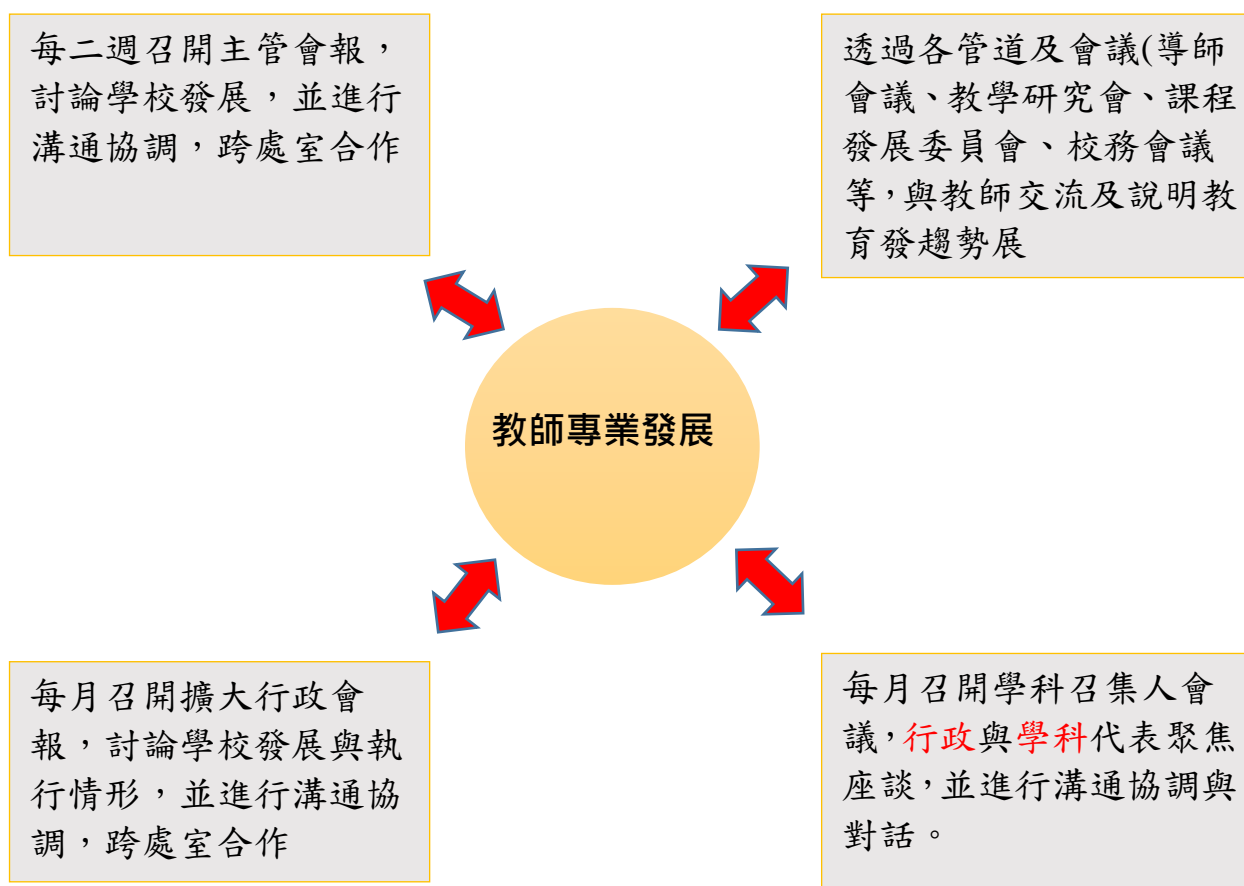 每二週召開主管會報，
討論學校發展，並進行
溝通協調，跨處室合作
透過各管道及會議(導師
會議、教學研究會、課程
發展委員會、校務會議
等，與教師交流及說明教
育發趨勢展
教師專業發展
每月召開擴大行政會
報，討論學校發展與執
行情形，並進行溝通協
調，跨處室合作
每月召開學科召集人會
議，行政與學科代表聚焦
座談，並進行溝通協調與
對話。